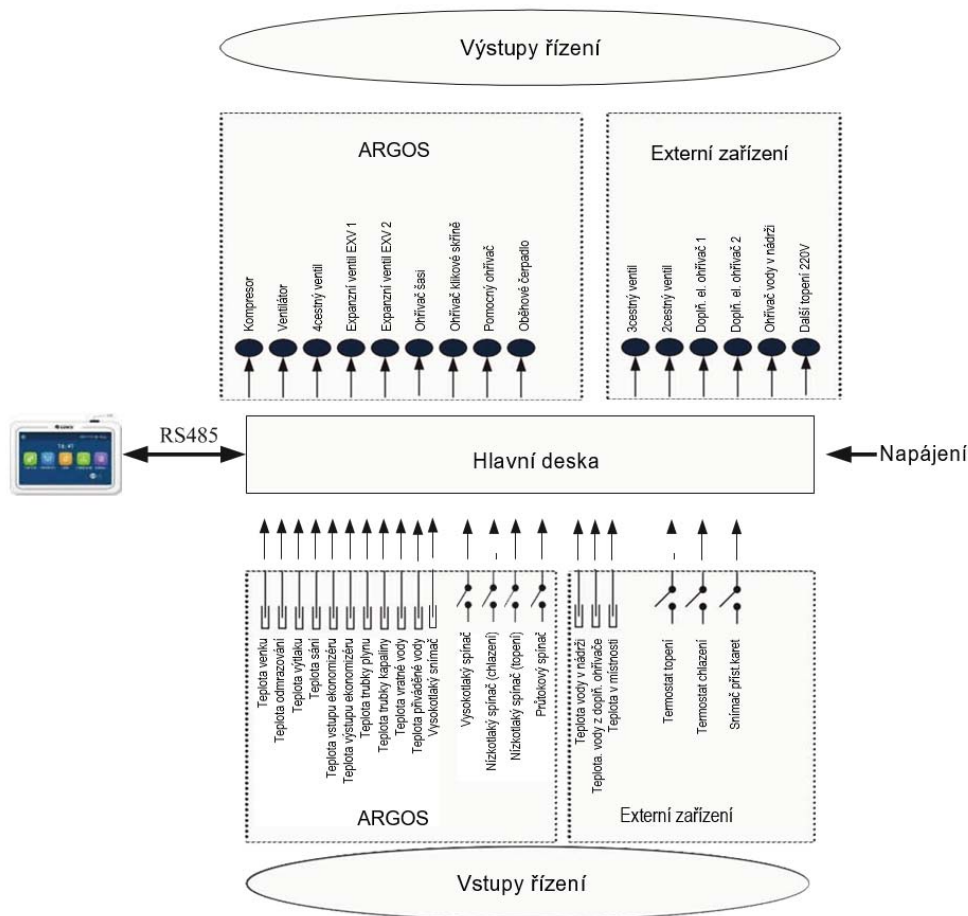 Výstupy řízení
ARGOS
Externí zařízení
Kompresor
Ventilátor
4cestný ventil
Expanzní ventil EXV 1
Expanzní ventil EXV 2
Ohřívač šasi
Ohřívač klikové skříně
Pomocný ohřívač
Oběhové čerpadlo
3cestný ventil
2cestný ventil
Doplň. el. ohřívač 1
Doplň. el. ohřívač 2
Ohřívač vody v nádrži
Další topení 220V
RS485
Hlavní deska
Napájení
Teplota venku
Teplota odmrazování
Teplota výtlaku
Teplota sání
Teplota vstupu ekonomizéru
Teplota výstupu ekonomizéru
Teplota trubky plynu
Teplota trubky kapaliny
Teplota vratné vody
Teplota přiváděné vody
Vysokotlaký snímač
Vysokotlaký spínač
Nízkotlaký spínač (chlazení)
Nízkotlaký spínač (topení)
Průtokový spínač
Teplota vody v nádrži
Teplota. vody z doplň. ohřívače
Teplota v místnosti
Termostat topení
Termostat chlazení
Snímač příst.karet
ARGOS
Externí zařízení
Vstupy řízení